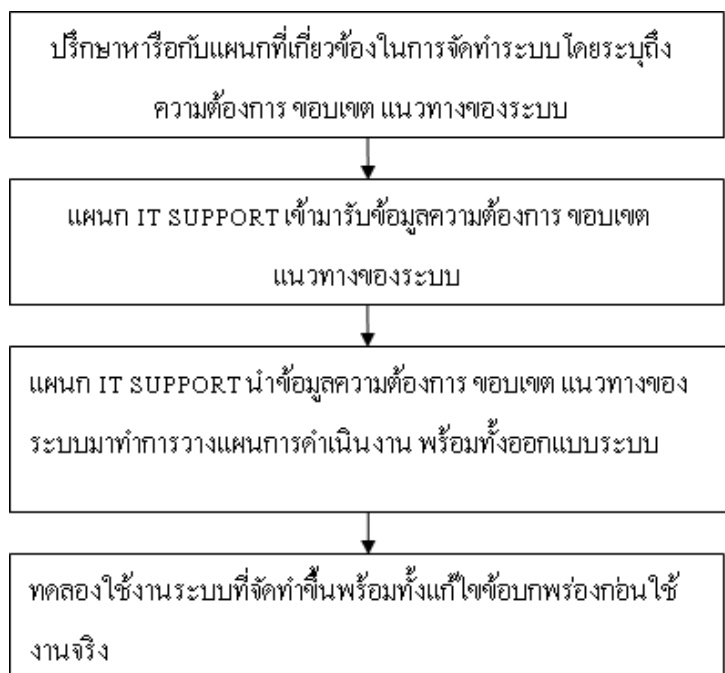 ปรึกษาหารือกับแผนกที่เกี่ยวข้องในการจัดทำระบบโดยระบุถึง
ความต้องการ ขอบเขต แนวทางของระบบ
แผนก IT SUPPORT เข้ามารับข้อมูลความต้องการ ขอบเขต
แนวทางของระบบ
แผนก IT SUPPORT นำข้อมูลความต้องการ ขอบเขต แนวทางของ
ระบบมาทำการวางแผนการดำเนินงาน พร้อมทั้งออกแบบระบบ
ทดลองใช้งานระบบที่จัดทำขึ้นพร้อมทั้งแก้ไขข้อบกพร่องก่อนใช้
งานจริง